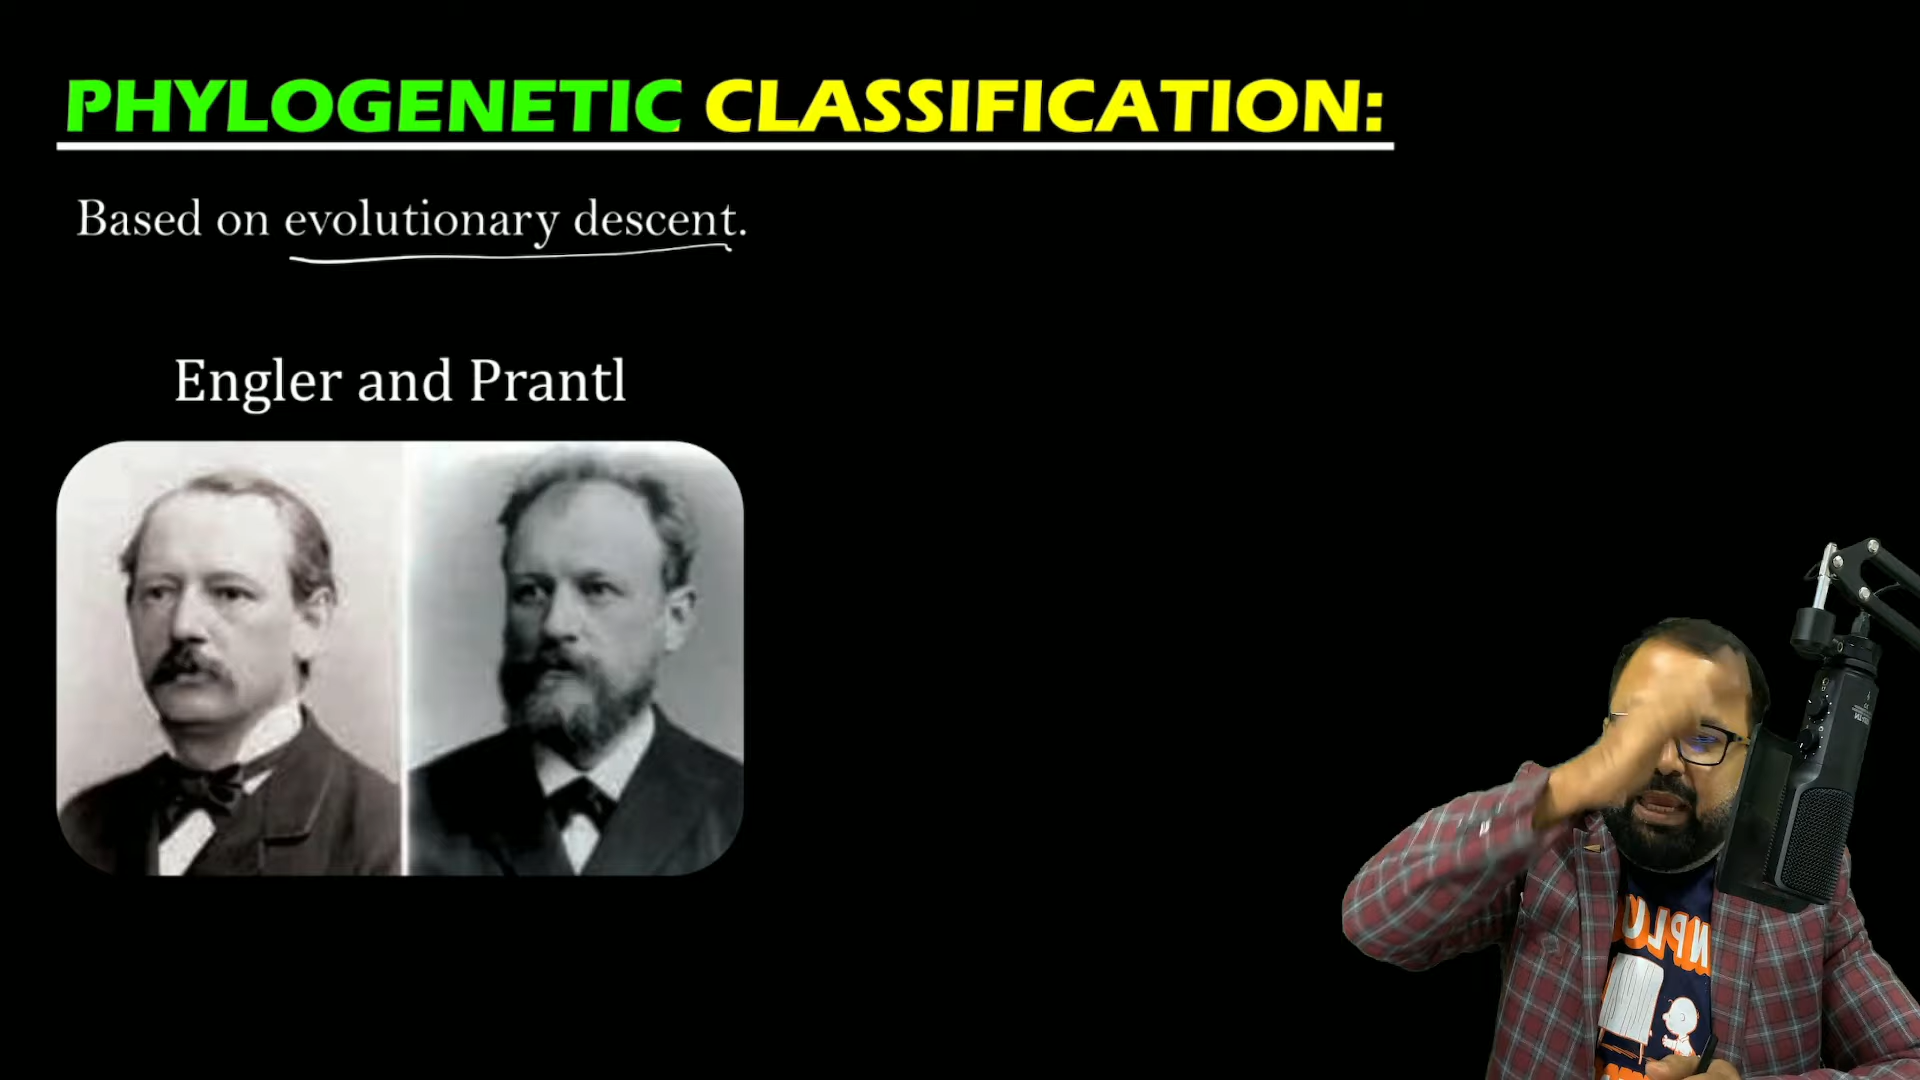 PHYLOGENETIC CLASSIFICATION:
Based on evolutionary descent.
Engler and Prantl